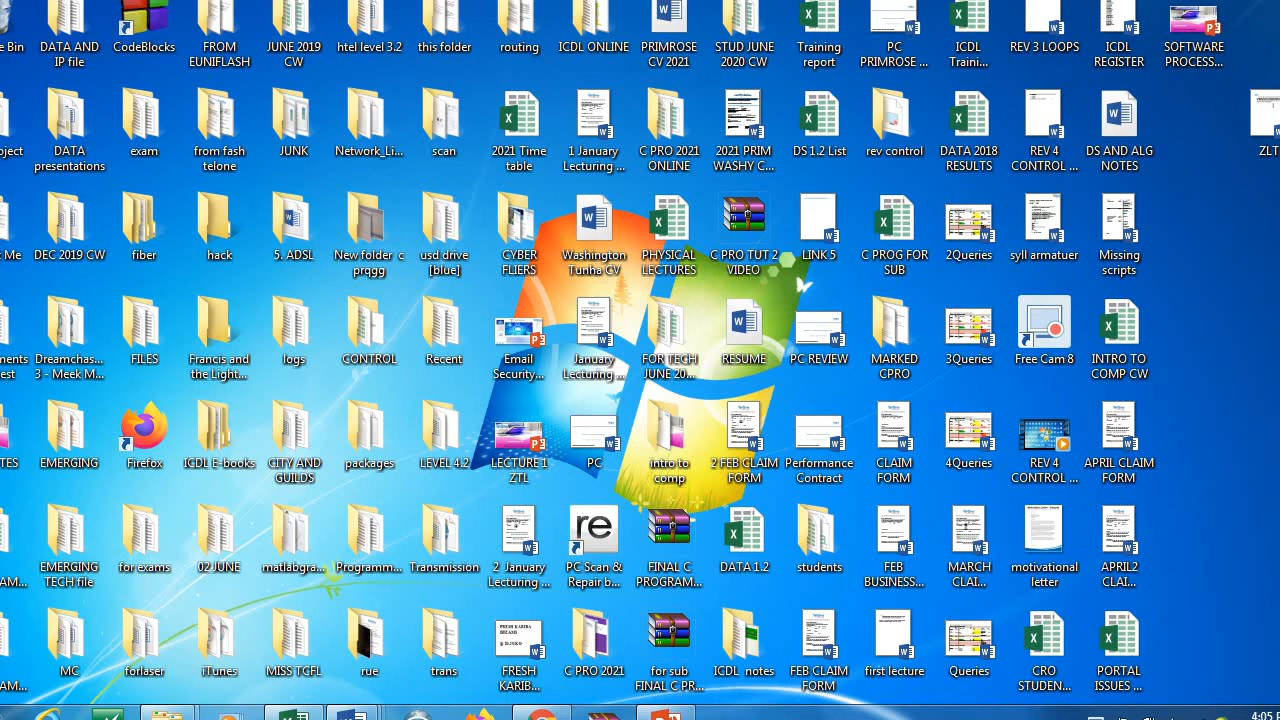 e Bin
DATA AND
IP file
CodeBlocks
FROM
EUNIFLASH
JUNE 2019
CW
htel level 3.2
this folder
routing
ICDL ONLINE
PRIMROSE
CV 2021
STUD JUNE
2020 CW
Training
report
PC
PRIMROSE ...
ICDL
Traini...
REV 3 LOOPS
ICDL
REGISTER
SOFTWARE
PROCESS...
oject
DATA
presentations
exam
from fash
telone
JUNK
Network_Li...
scan
2021 Time
table
1 January
Lecturing ...
C PRO 2021
ONLINE
2021 PRIM
WASHY C...
DS 1.2 List
rev control
DATA 2018
RESULTS
REV 4
CONTROL ...
DS AND ALG
NOTES
ZLT
t Me
DEC 2019 CW
fiber
hack
5. ADSL
New folder c
prqgg
usd drive
[blue]
CYBER
FLIERS
Washington
Tunha CV
PHYSICAL
LECTURES
C PRO TUT 2
VIDEO
LINK 5
C PROG FOR
SUB
2Queries
syll armatuer
Missing
scripts
ments
est
Dreamchas...
3 - Meek M...
FILES
Francis and
the Light...
logs
CONTROL
Recent
Email
Security...
January
Lecturing ...
FOR TECH
JUNE 20...
RESUME
PC REVIEW
MARKED
CPRO
3Queries
Free Cam 8
INTRO TO
COMP CW
TES
EMERGING
Firefox
ICDL E-books
CITY AND
GUILDS
packages
LEVEL 4.2
LECTURE 1
ZTL
PC
intro to
comp
2 FEB CLAIM
FORM
Performance
Contract
CLAIM
FORM
4Queries
REV 4
CONTROL ...
APRIL CLAIM
FORM
AM...
EMERGING
TECH file
for exams
02 JUNE
matlabgra...
Programm...
Transmission
2 January
Lecturing ...
re
PC Scan &
Repair b...
FINAL C
PROGRAM...
DATA 1.2
students
FEB
BUSINESS...
MARCH
CLAI...
motivational
letter
APRIL2
CLAI...
AM...
MC
forlaser
iTunes
MISS TCFL
rue
trans
FRESH KARIBA
DREAMS
FRESH
KARIB...
C PRO 2021
for sub
FINAL C PR...
ICDL notes
FEB CLAIM
FORM
first lecture
Queries
CRO
STUDEN...
PORTAL
ISSUES ...
4:05